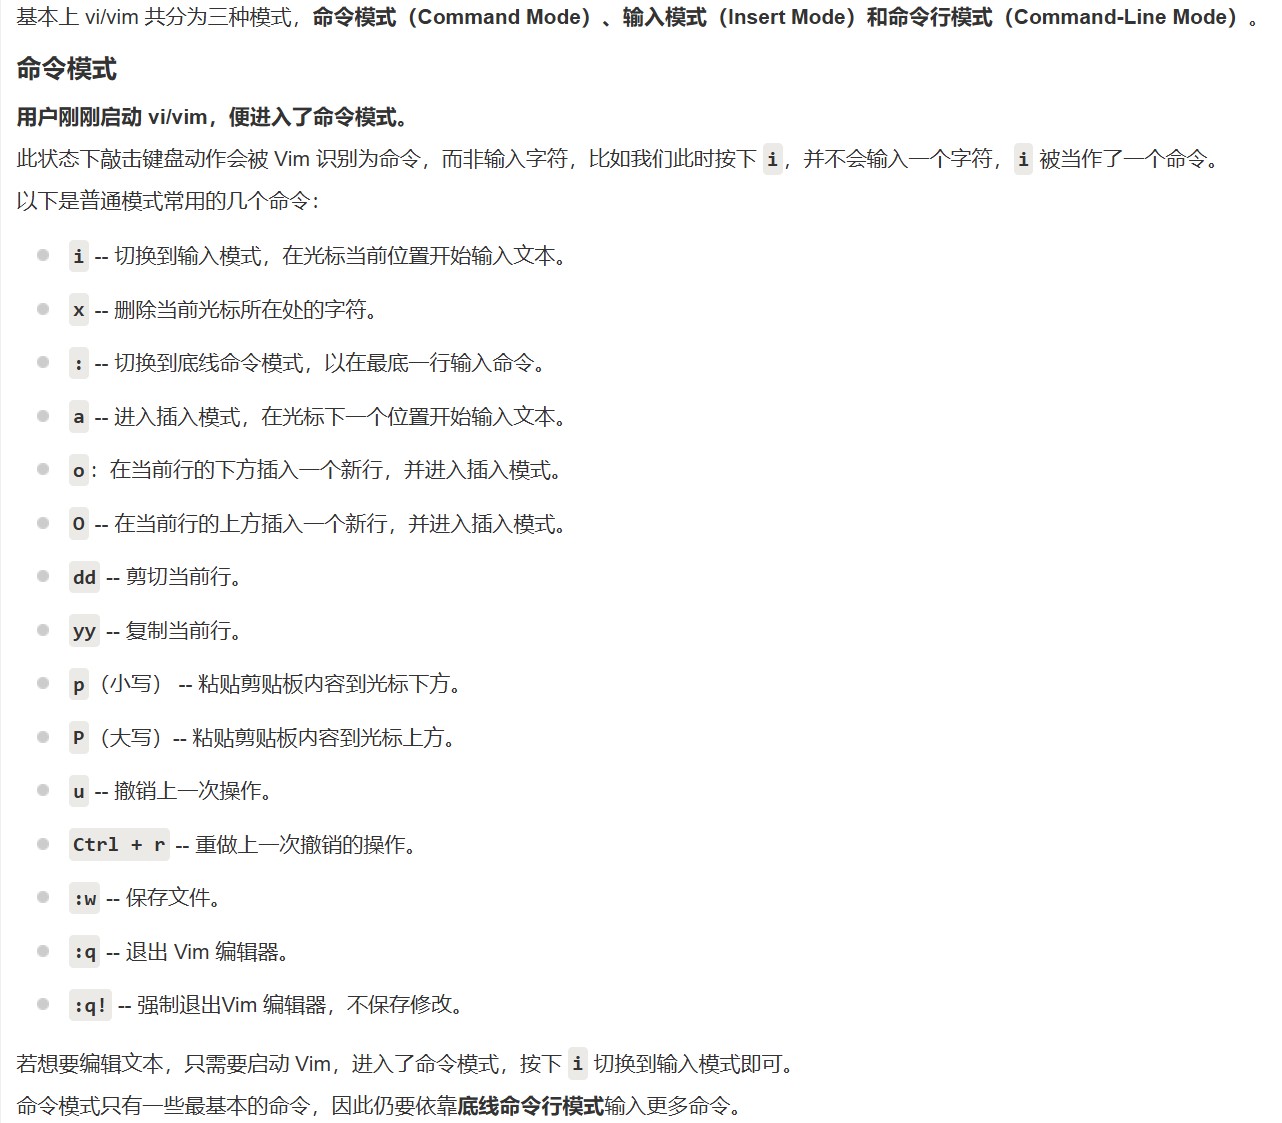 基本上 vi/vim 共分为三种模式，命令模式（Command Mode）、输入模式（Insert Mode）和命令行模式（Command-Line Mode）。
命令模式
用户刚刚启动 vi/vim，便进入了命令模式。
此状态下敲击键盘动作会被 Vim 识别为命令，而非输入字符，比如我们此时按下 i，并不会输入一个字符，i 被当作了一个命令。
以下是普通模式常用的几个命令：
i -- 切换到输入模式，在光标当前位置开始输入文本。
x -- 删除当前光标所在处的字符。
: -- 切换到底线命令模式，以在最底一行输入命令。
a -- 进入插入模式，在光标下一个位置开始输入文本。
o：在当前行的下方插入一个新行，并进入插入模式。
O -- 在当前行的上方插入一个新行，并进入插入模式。
dd -- 剪切当前行。
yy -- 复制当前行。
p（小写） -- 粘贴剪贴板内容到光标下方。
P（大写）-- 粘贴剪贴板内容到光标上方。
u -- 撤销上一次操作。
Ctrl + r -- 重做上一次撤销的操作。
:w -- 保存文件。
:q -- 退出 Vim 编辑器。
:q! -- 强制退出Vim 编辑器，不保存修改。
若想要编辑文本，只需要启动 Vim，进入了命令模式，按下 i 切换到输入模式即可。
命令模式只有一些最基本的命令，因此仍要依靠底线命令行模式输入更多命令。